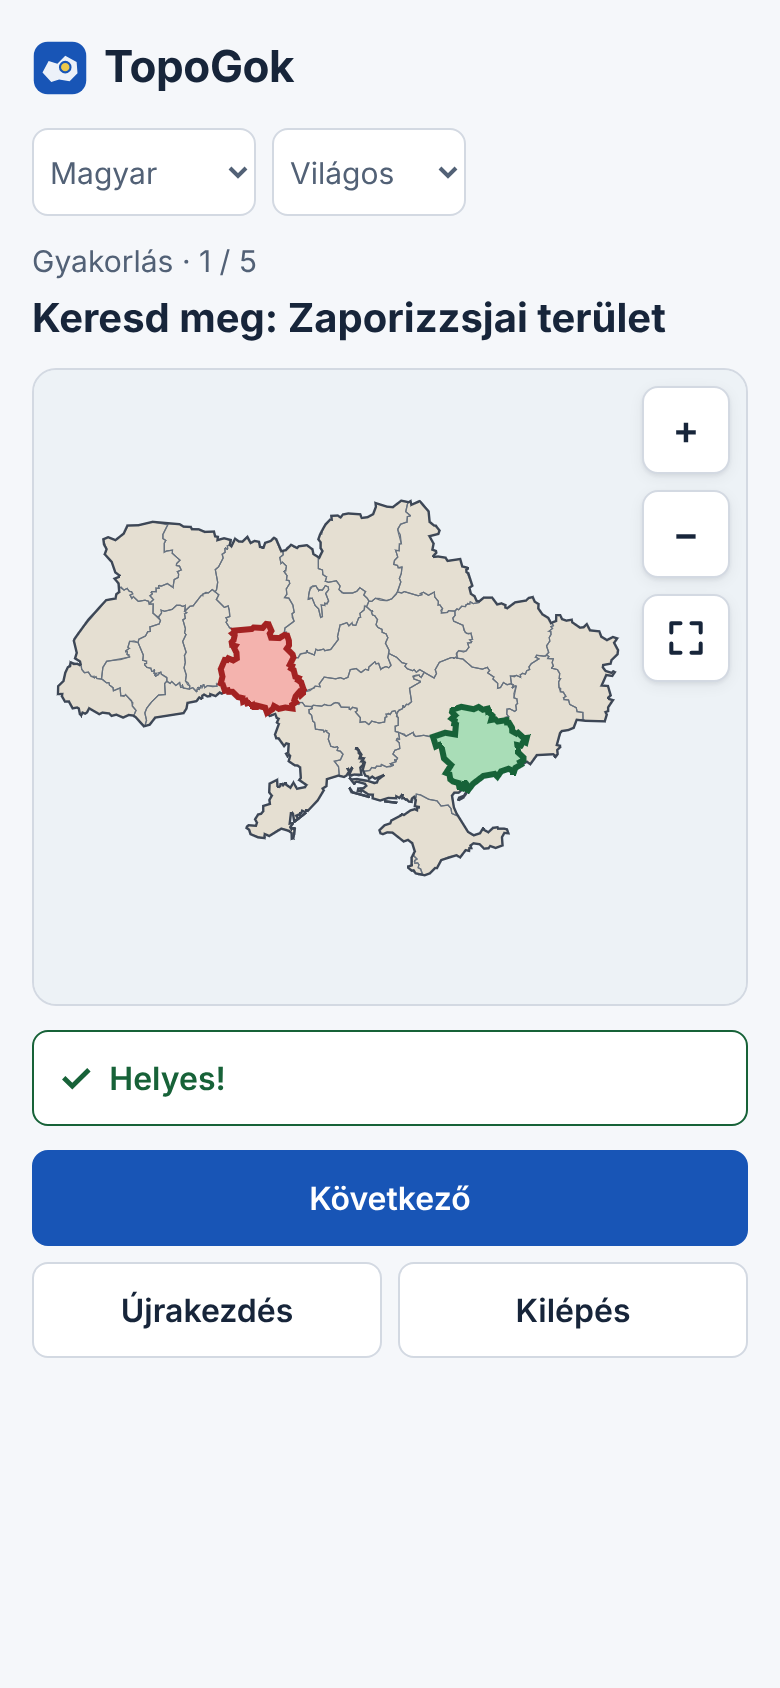 TopoGok
Magyar
Világos
Gyakorlás · 1 / 5
Keresd meg: Zaporizzsjai terület
+
−
Helyes!
Következő
Újrakezdés
Kilépés